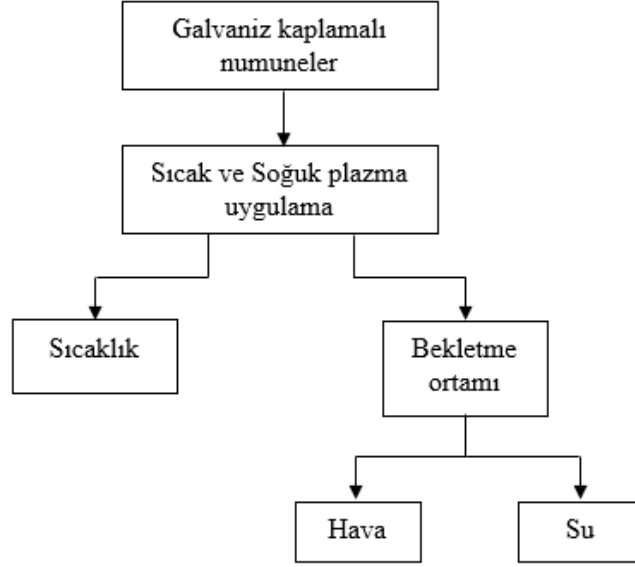 Galvaniz kaplamalı
numuneler
Sıcak ve Soğuk plazma
uygulama
Sıcaklık
Bekletme
ortamı
Hava
Su